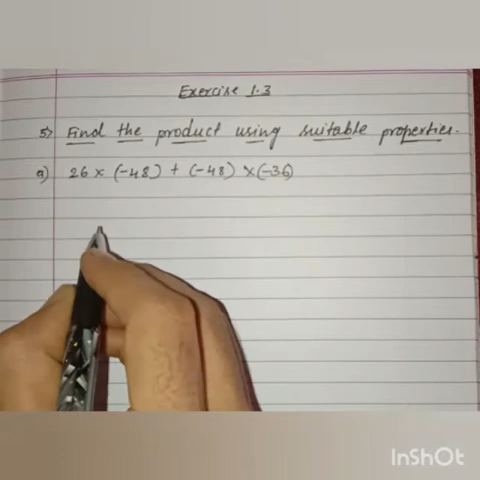 Exercise 1.3
5) Find the product using suitable properties.
a) 26 × (-48) + (-48) × (-36)
InShOt